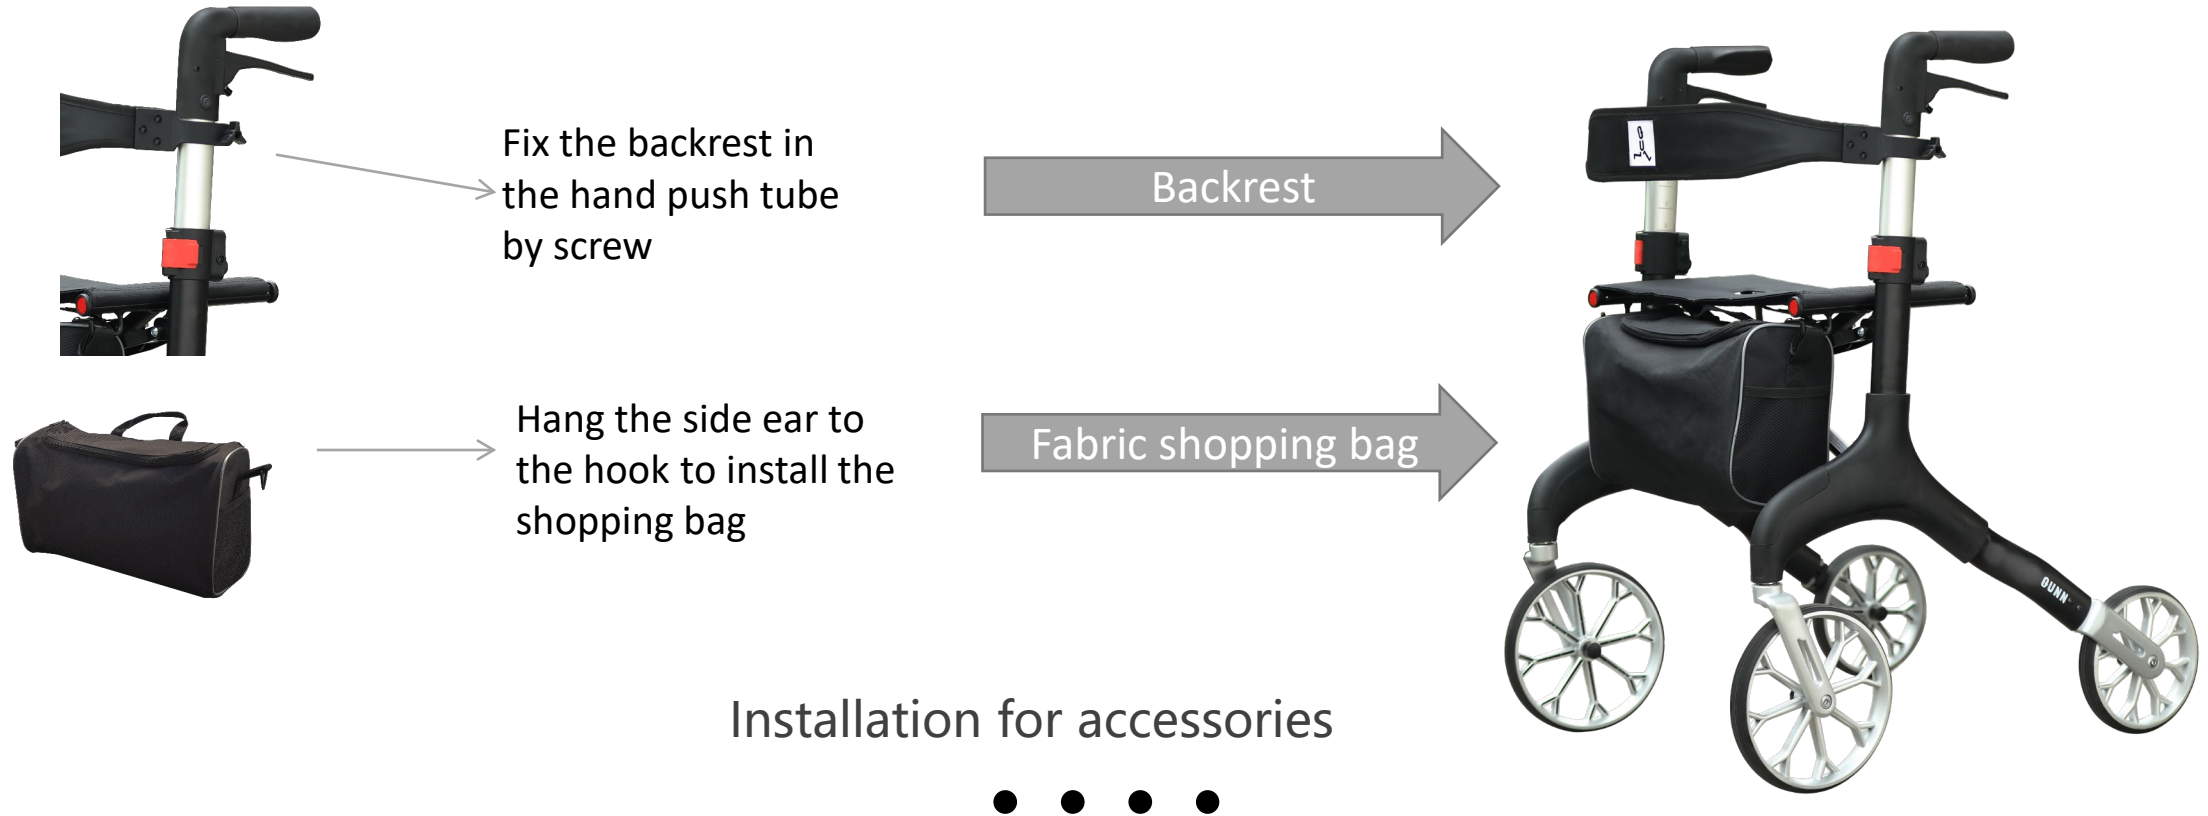 Fix the backrest in
the hand push tube
by screw
Backrest
Hang the side ear to
the hook to install the
shopping bag
Fabric shopping bag
Installation for accessories